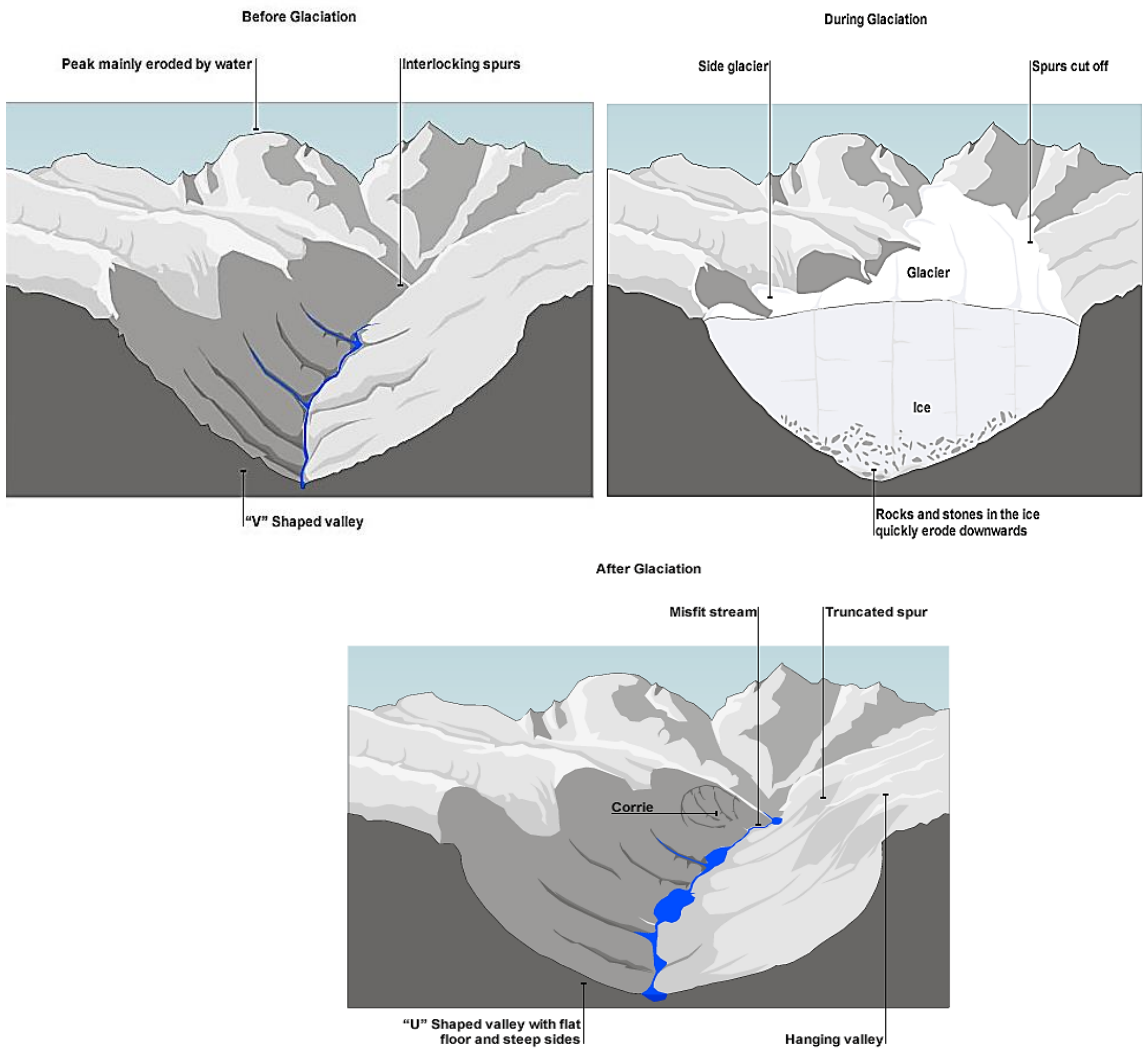 Before Glaciation
Peak mainly eroded by water
Interlocking spurs
“V” Shaped valley
During Glaciation
Side glacier
Spurs cut off
Glacier
Ice
Rocks and stones in the ice
quickly erode downwards
After Glaciation
Misfit stream
Truncated spur
Corrie
“U” Shaped valley with flat
floor and steep sides
Hanging valley